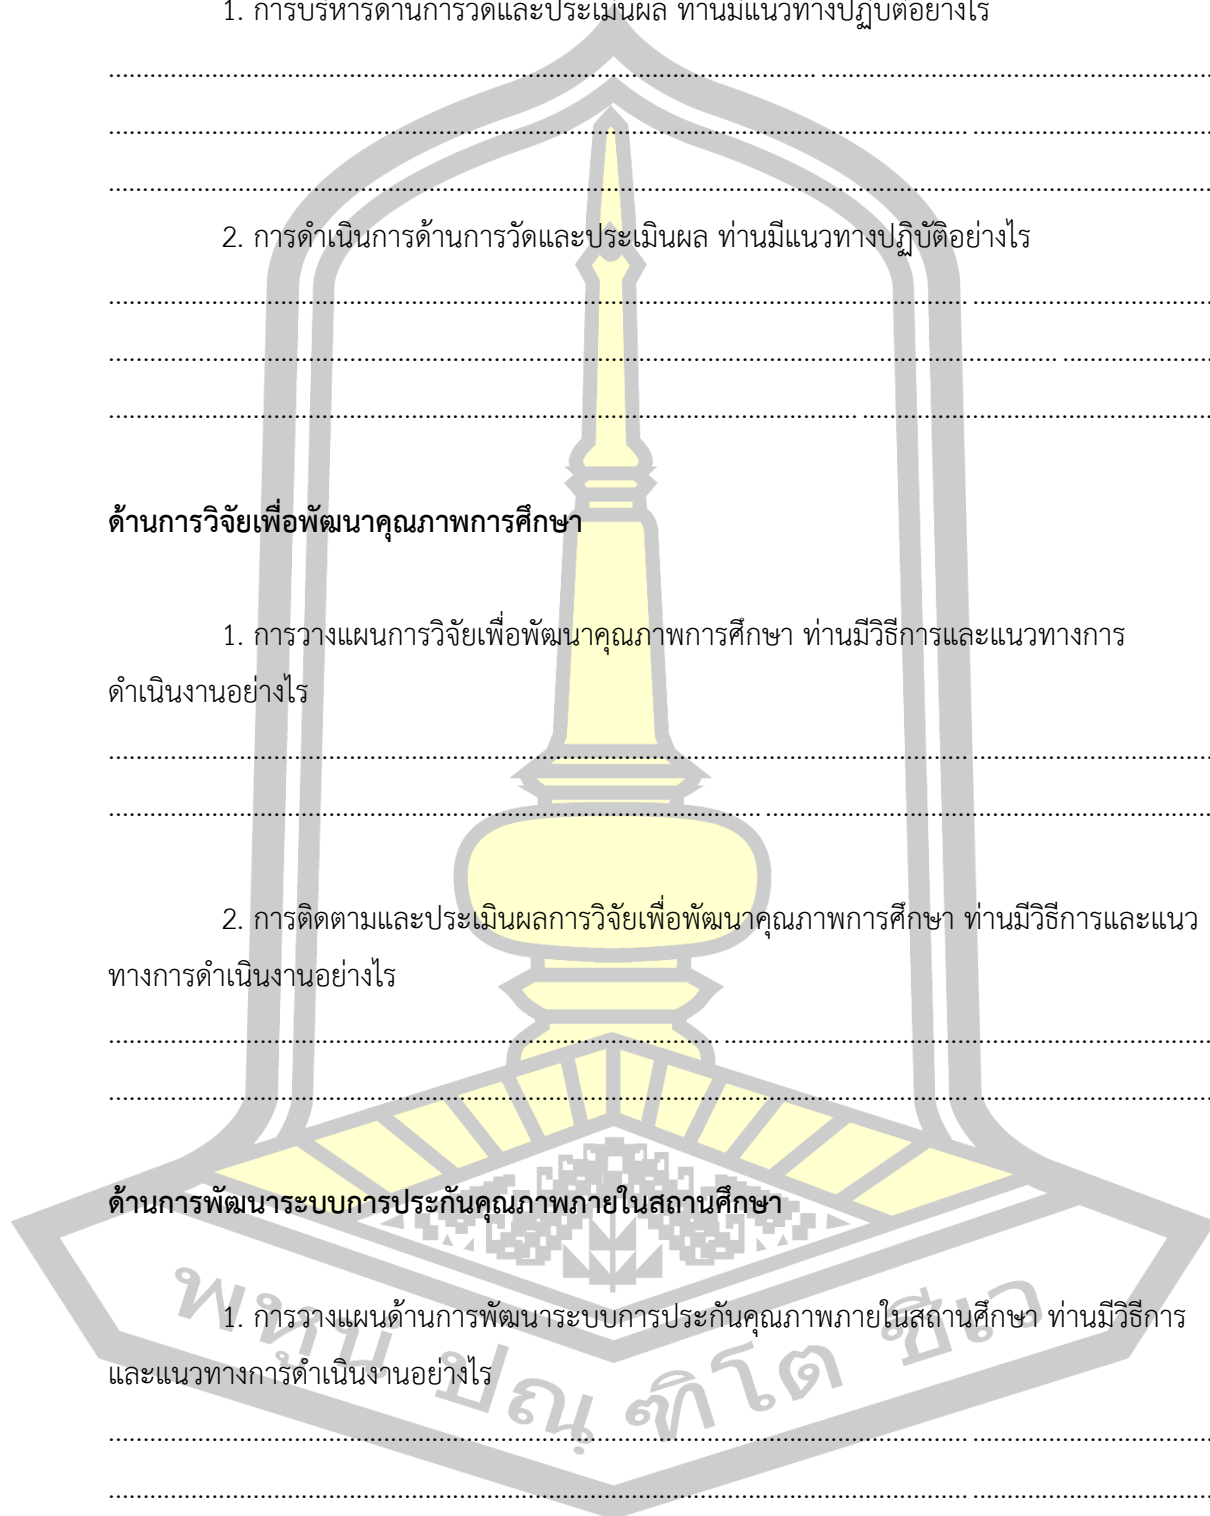 1. การบริหารด้านการวัดและประเมินผล ท่านมีแนวทางปฏิบัติอย่างไร
.......................................................................................................... ..........................................................
................................................................................................................................. ....................................
.....................................................................................................................................................................
2. การดำเนินการด้านการวัดและประเมินผล ท่านมีแนวทางปฏิบัติอย่างไร
................................................................................................................................. ....................................
.............................................................................................................................................. ......................
................................................................................................................ ....................................................
ด้านการวิจัยเพื่อพัฒนาคุณภาพการศึกษา
1. การวางแผนการวิจัยเพื่อพัฒนาคุณภาพการศึกษา ท่านมีวิธีการและแนวทางการ
ดำเนินงานอย่างไร
................................................................................................................................. ....................................
.................................................................................................. ..................................................................
2. การติดตามและประเมินผลการวิจัยเพื่อพัฒนาคุณภาพการศึกษา ท่านมีวิธีการและแนว
ทางการดำเนินงานอย่างไร
............................................................................................ ........................................................................
................................................................................................................................. ....................................
ด้านการพัฒนาระบบการประกันคุณภาพภายในสถานศึกษา
1. การวางแผนด้านการพัฒนาระบบการประกันคุณภาพภายในสถานศึกษา ท่านมีวิธีการ
และแนวทางการดำเนินงานอย่างไร
................................................................................................................................. ....................................
................................................................................................................................. ....................................
พหูนํ ปณฺฑิโต ชีเว